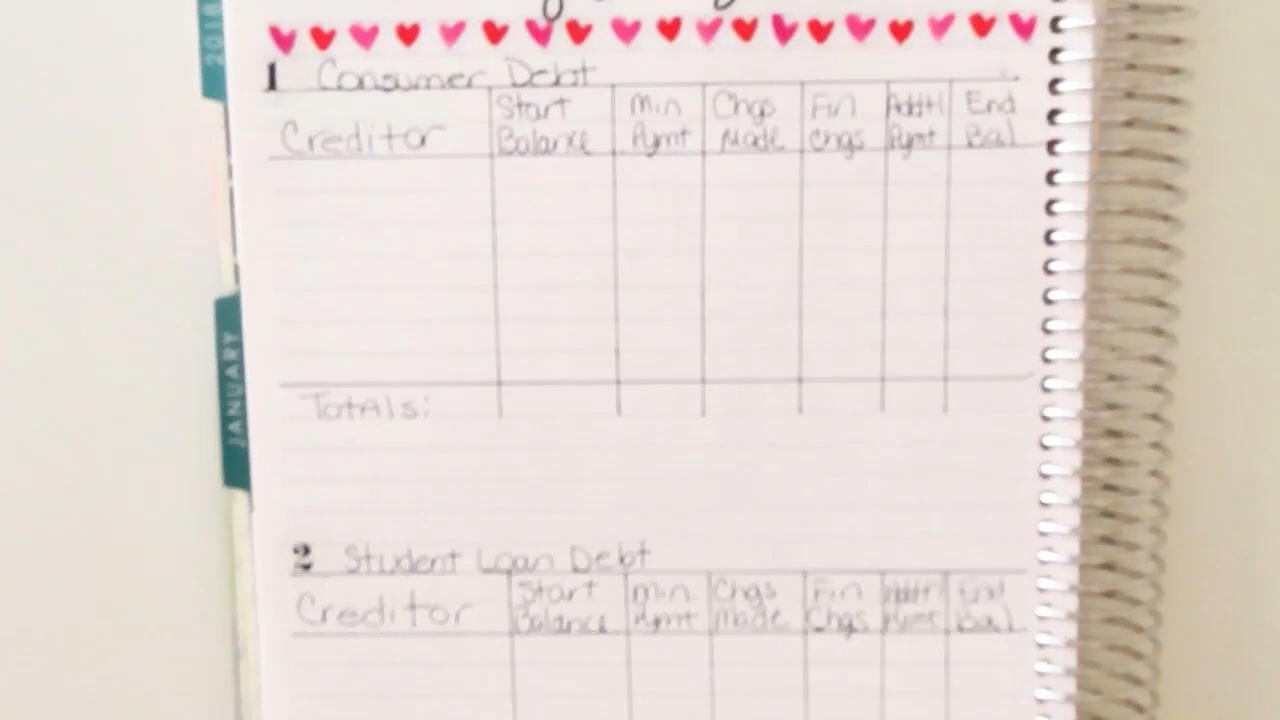 2018
1 Consumer Debt
Creditor Start Balance Min Pymt Chgs Made Fin Chgs Addt'l Pymt End Bal
Totals:
JANUARY
2 Student Loan Debt
Creditor Start Balance Min Pymt Chgs Made Fin Chgs Addt'l Pymt End Bal